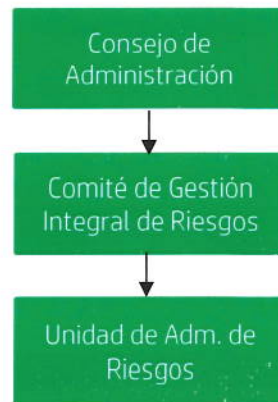 Consejo de
Administración
Comité de Gestión
Integral de Riesgos
Unidad de Adm. de
Riesgos